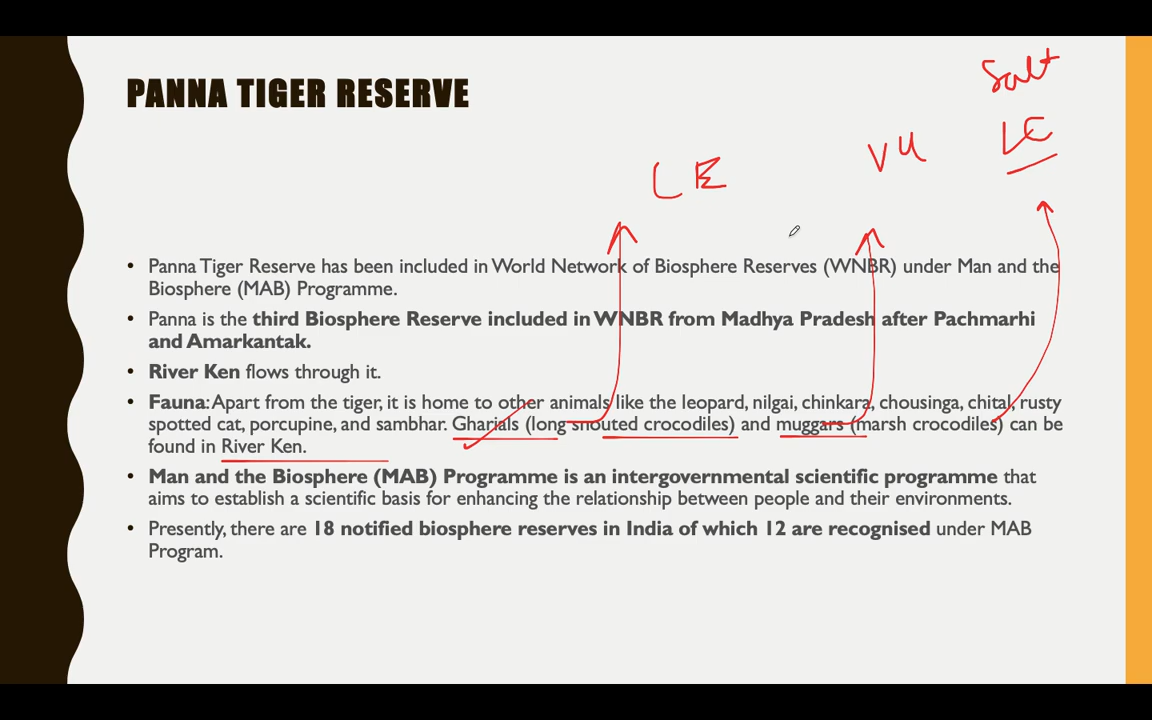 PANNA TIGER RESERVE
Salt
LC
VU
CE
• Panna Tiger Reserve has been included in World Network of Biosphere Reserves (WNBR) under Man and the
Biosphere (MAB) Programme.
• Panna is the third Biosphere Reserve included in WNBR from Madhya Pradesh after Pachmarhi
and Amarkantak.
• River Ken flows through it.
• Fauna: Apart from the tiger, it is home to other animals like the leopard, nilgai, chinkara, chousinga, chital, rusty
spotted cat, porcupine, and sambhar. Gharials (long snouted crocodiles) and muggars (marsh crocodiles) can be
found in River Ken.
• Man and the Biosphere (MAB) Programme is an intergovernmental scientific programme that
aims to establish a scientific basis for enhancing the relationship between people and their environments.
• Presently, there are 18 notified biosphere reserves in India of which 12 are recognised under MAB
Program.